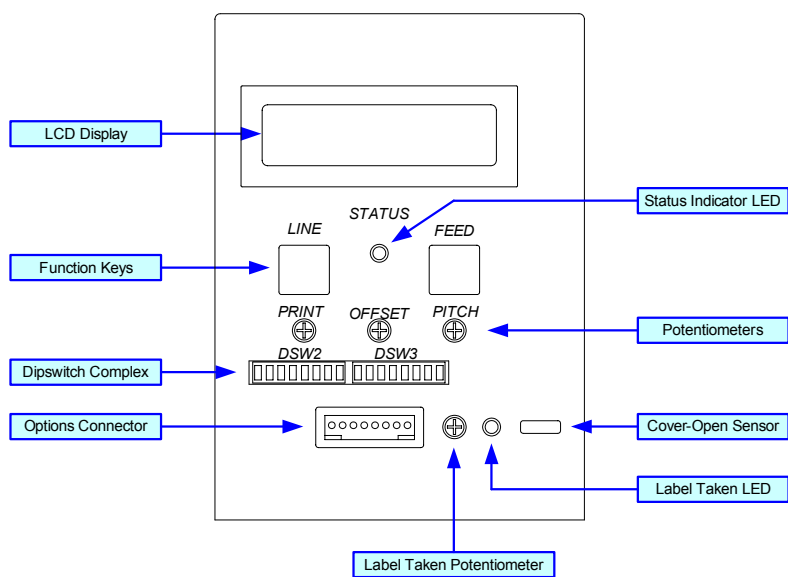 LCD Display
STATUS
Status Indicator LED
LINE
FEED
Function Keys
PRINT
OFFSET
PITCH
Potentiometers
DSW2
DSW3
Dipswitch Complex
Options Connector
Cover-Open Sensor
Label Taken LED
Label Taken Potentiometer